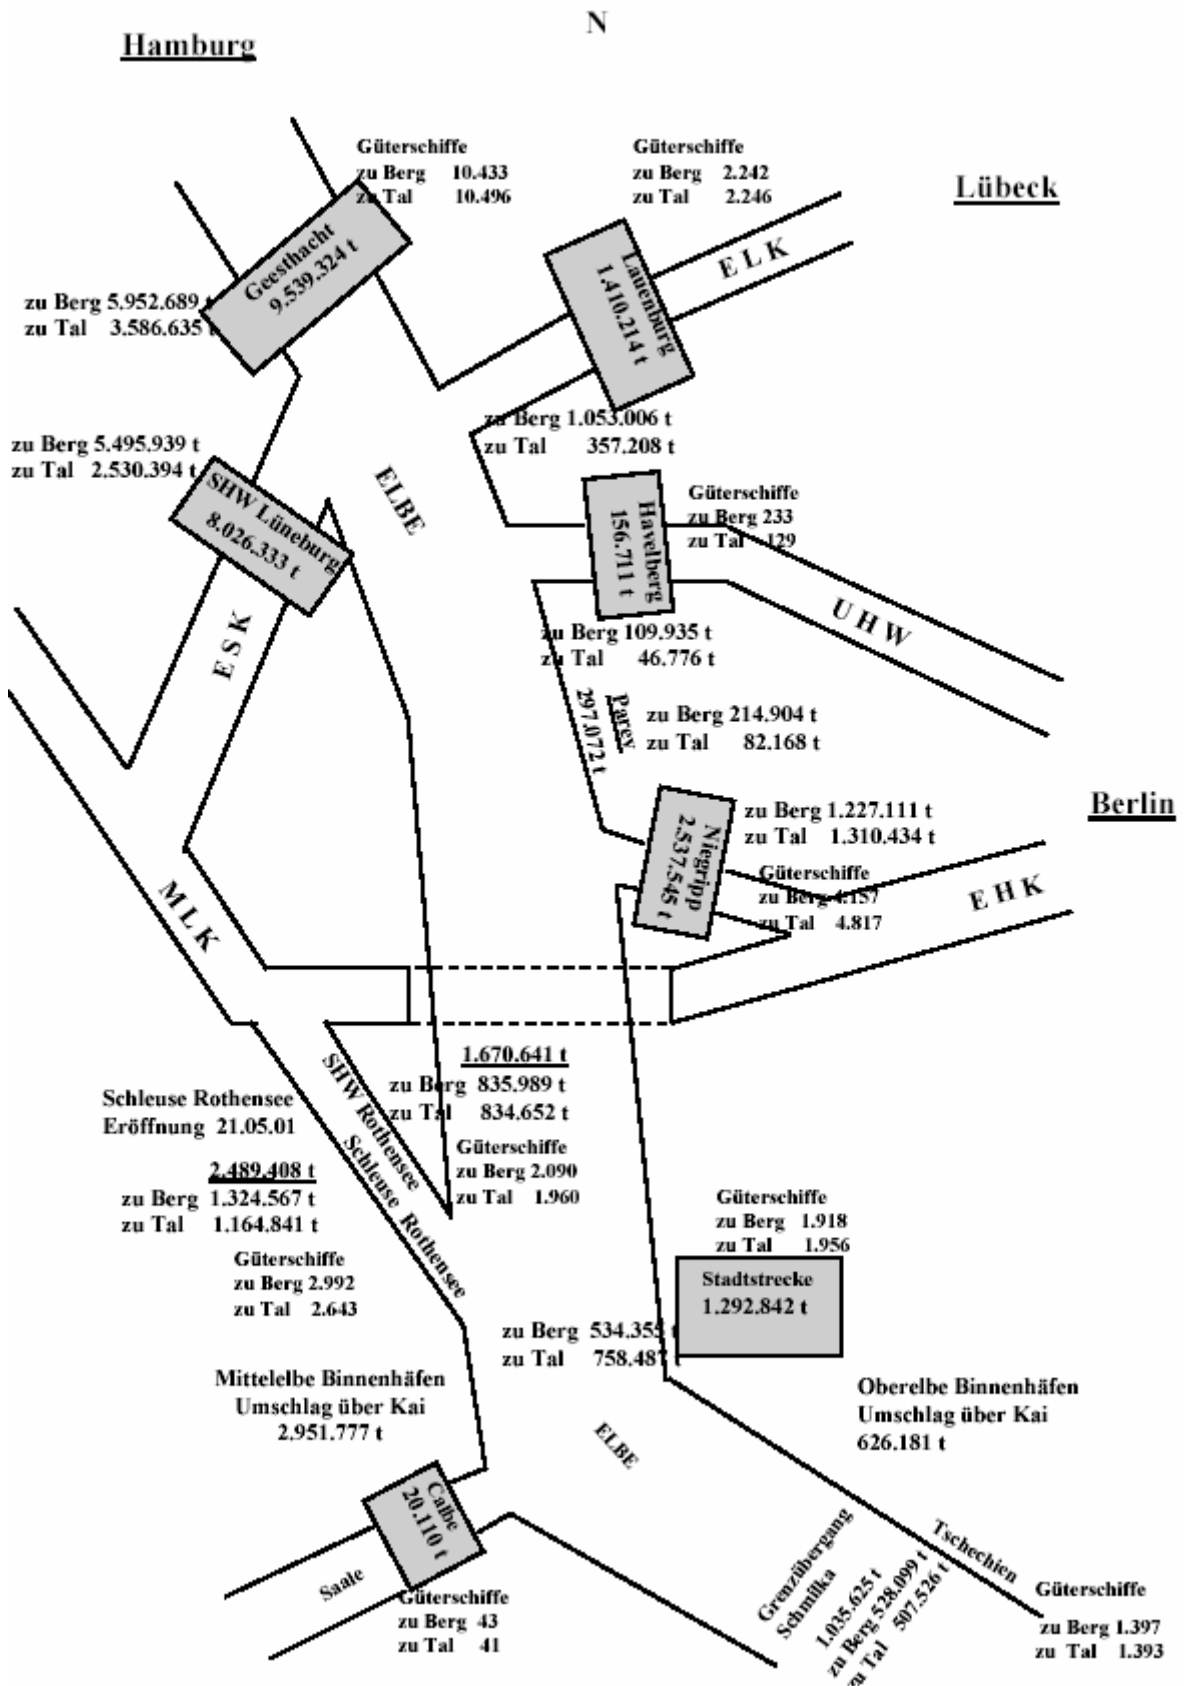 N
Hamburg
Güterschiffe
zu Berg 10.433
zu Tal 10.496
Güterschiffe
zu Berg 2.242
zu Tal 2.246
Lübeck
Geesthacht
9.539.324 t
Lauenburg
1.410.214 t
ELK
zu Berg 5.952.689 t
zu Tal 3.586.635 t
zu Berg 1.053.006 t
zu Tal 357.208 t
zu Berg 5.495.939 t
zu Tal 2.530.394 t
SHW Lüneburg
8.026.333 t
ELBE
Havelberg
156.711 t
Güterschiffe
zu Berg 233
zu Tal 129
UHW
ESK
zu Berg 109.935 t
zu Tal 46.776 t
Parey
297.072 t
zu Berg 214.904 t
zu Tal 82.168 t
Berlin
Niegripp
2.537.545 t
zu Berg 1.227.111 t
zu Tal 1.310.434 t
Güterschiffe
zu Berg 4.157
zu Tal 4.817
EHK
MLK
SHW Rothensee
Schleuse Rothensee
1.670.641 t
zu Berg 835.989 t
zu Tal 834.652 t
Güterschiffe
zu Berg 2.090
zu Tal 1.960
Schleuse Rothensee
Eröffnung 21.05.01
2.489.408 t
zu Berg 1.324.567 t
zu Tal 1.164.841 t
Güterschiffe
zu Berg 2.992
zu Tal 2.643
Güterschiffe
zu Berg 1.918
zu Tal 1.956
Stadtstrecke
1.292.842 t
zu Berg 534.355 t
zu Tal 758.487 t
Mittelelbe Binnenhäfen
Umschlag über Kai
2.951.777 t
Oberelbe Binnenhäfen
Umschlag über Kai
626.181 t
ELBE
Calbe
20.110 t
Saale
Güterschiffe
zu Berg 43
zu Tal 41
Grenzübergang
Schmilka
1.035.625 t
zu Berg 528.099 t
zu Tal 507.526 t
Tschechien
Güterschiffe
zu Berg 1.397
zu Tal 1.393